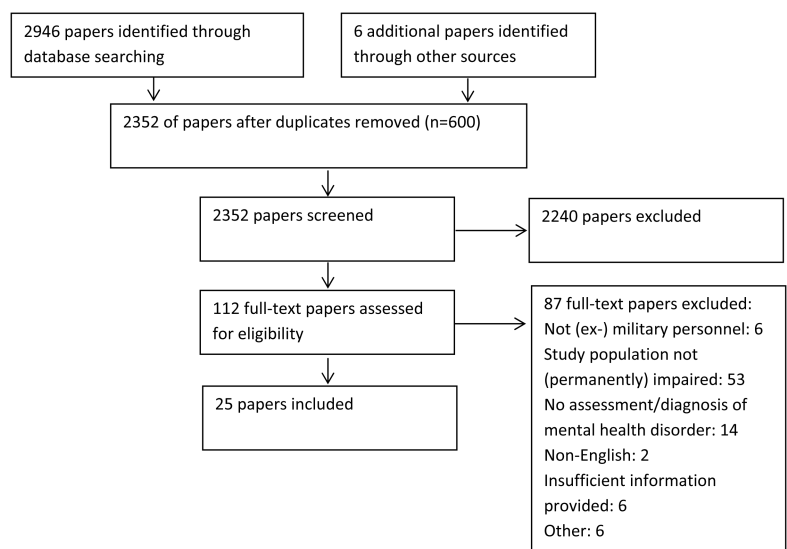 2946 papers identified through
database searching
6 additional papers identified
through other sources
2352 of papers after duplicates removed (n=600)
2352 papers screened
2240 papers excluded
112 full-text papers assessed
for eligibility
87 full-text papers excluded:
Not (ex-) military personnel: 6
Study population not
(permanently) impaired: 53
No assessment/diagnosis of
mental health disorder: 14
Non-English: 2
Insufficient information
provided: 6
Other: 6
25 papers included